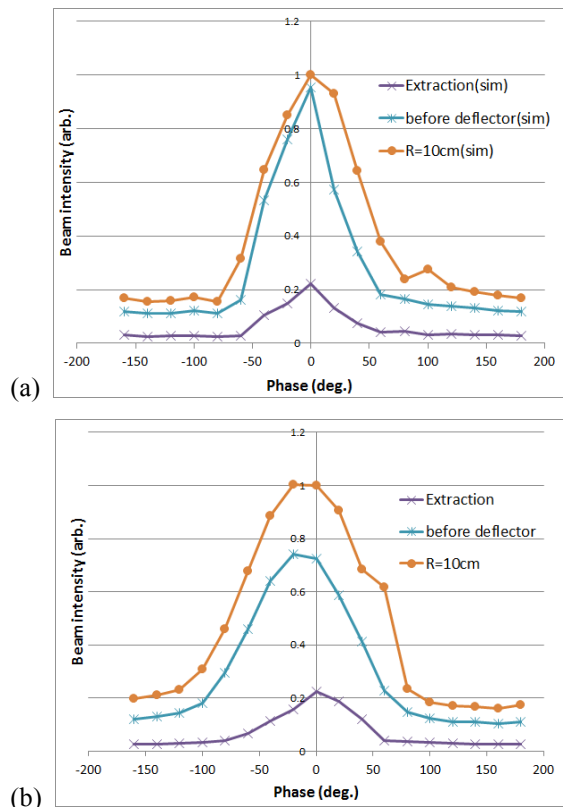 1.2
1
0.8
0.6
0.4
0.2
0
-200 -150 -100 -50 0 50 100 150 200
Beam intensity (arb.)
Phase (deg.)
Extraction(sim)
before deflector(sim)
R=10cm(sim)
(a)
1.2
1
0.8
0.6
0.4
0.2
0
-200 -150 -100 -50 0 50 100 150 200
Beam intensity (arb.)
Phase (deg.)
Extraction
before deflector
R=10cm
(b)